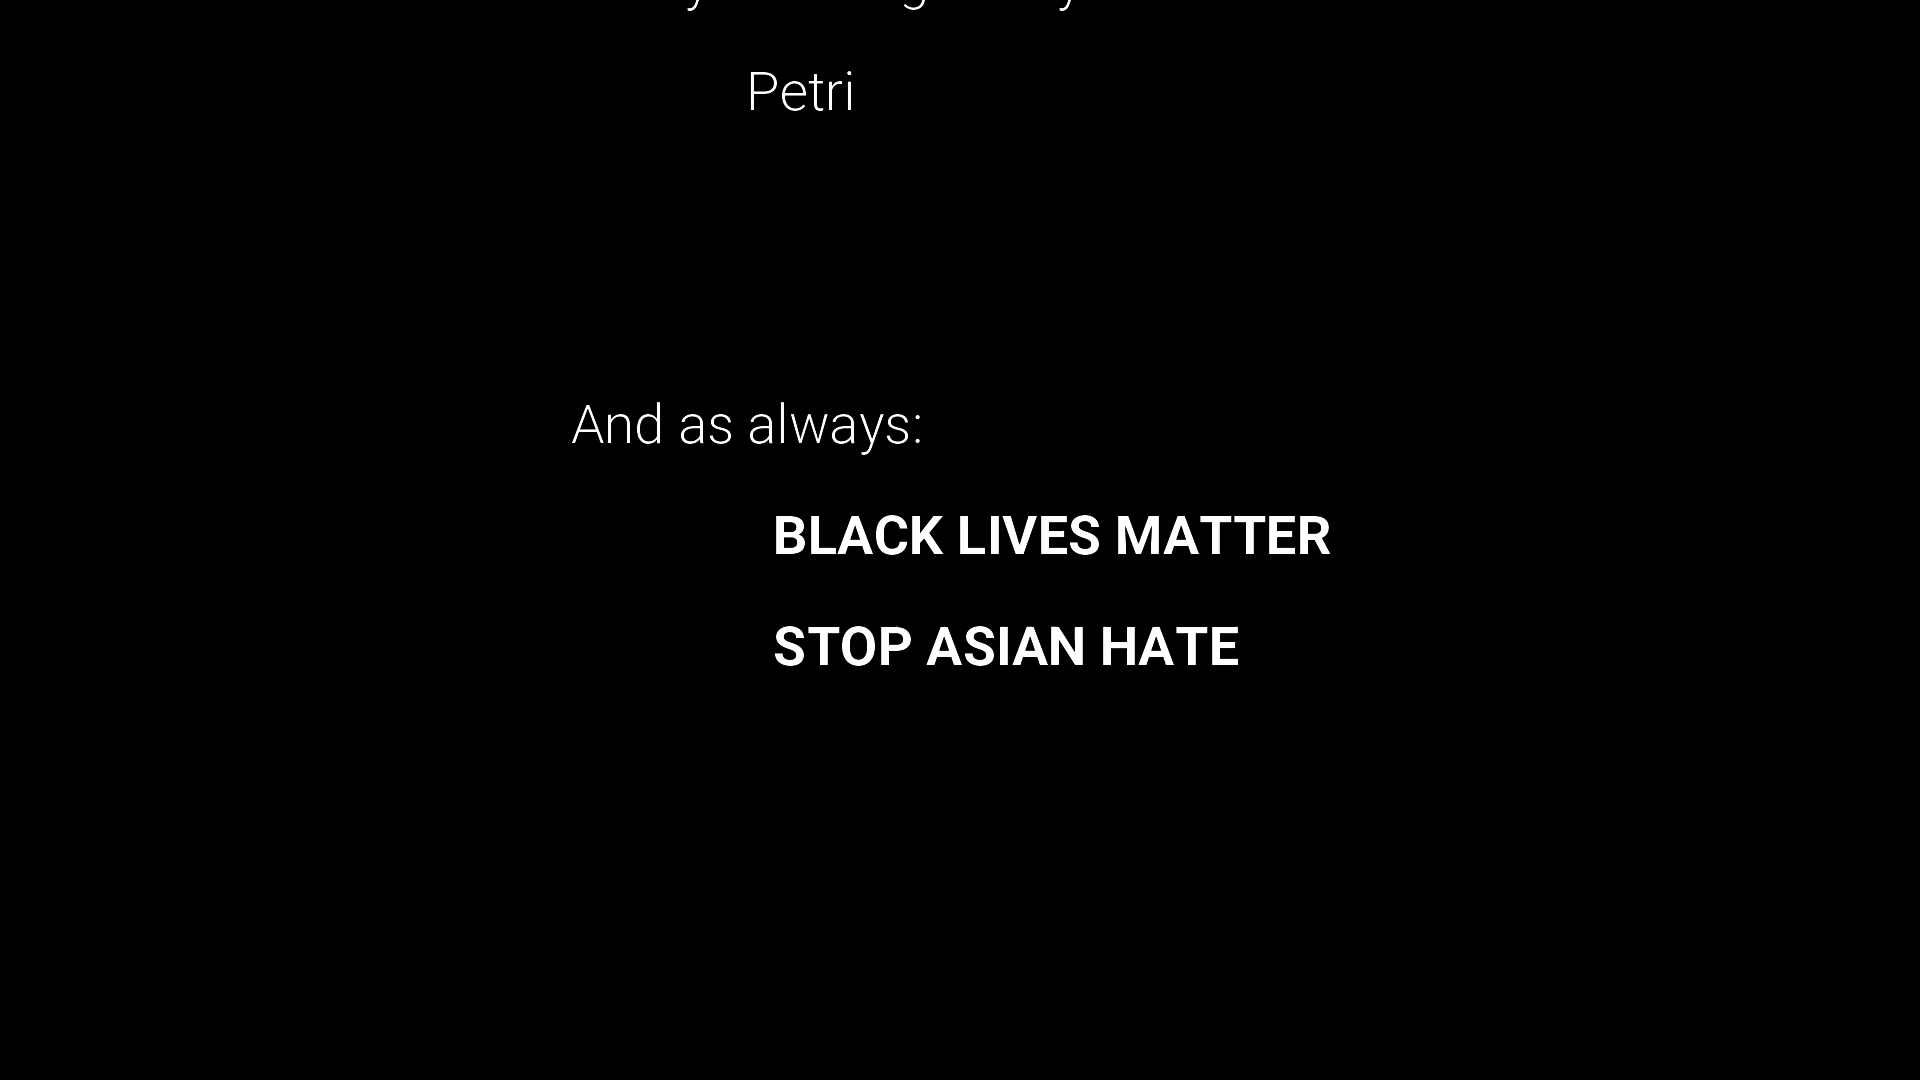 Petri
And as always:
BLACK LIVES MATTER
STOP ASIAN HATE